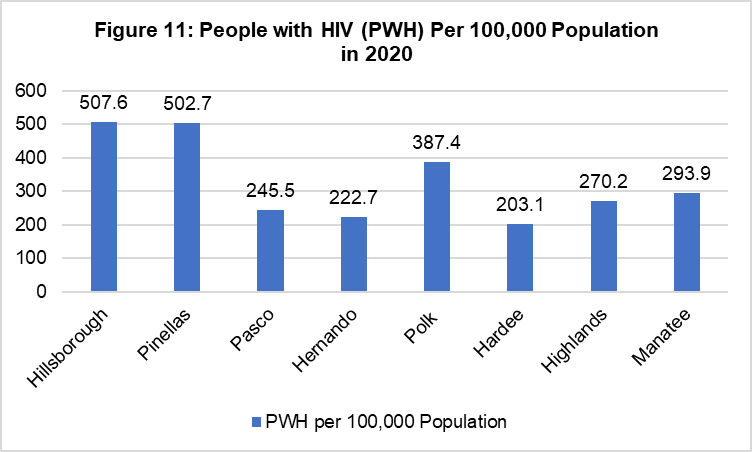 Figure 11: People with HIV (PWH) Per 100,000 Population
in 2020
600
500
400
300
200
100
0
507.6
502.7
245.5
222.7
387.4
203.1
270.2
293.9
Hillsborough
Pinellas
Pasco
Hernando
Polk
Hardee
Highlands
Manatee
PWH per 100,000 Population